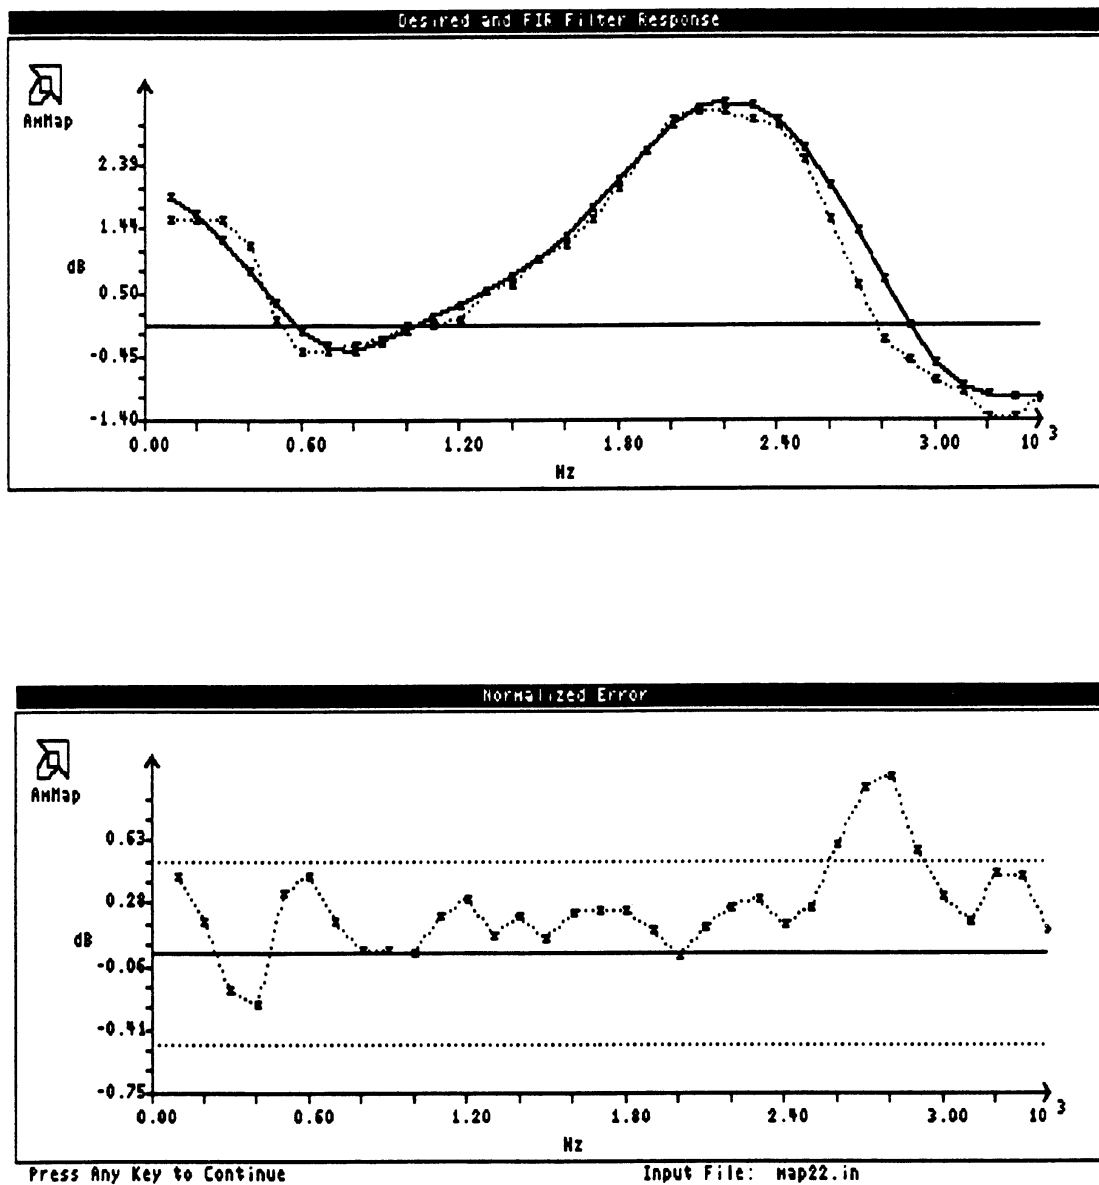 Desired and FIR Filter Response
AmMap
2.39
1.44
dB
0.50
-0.45
-1.40
0.00 0.60 1.20 1.80 2.40 3.00 10 3
Hz
Normalized Error
AmMap
0.63
0.28
dB
-0.06
-0.41
-0.75
0.00 0.60 1.20 1.80 2.40 3.00 10 3
Hz
Press Any Key to Continue Input File: map22.in